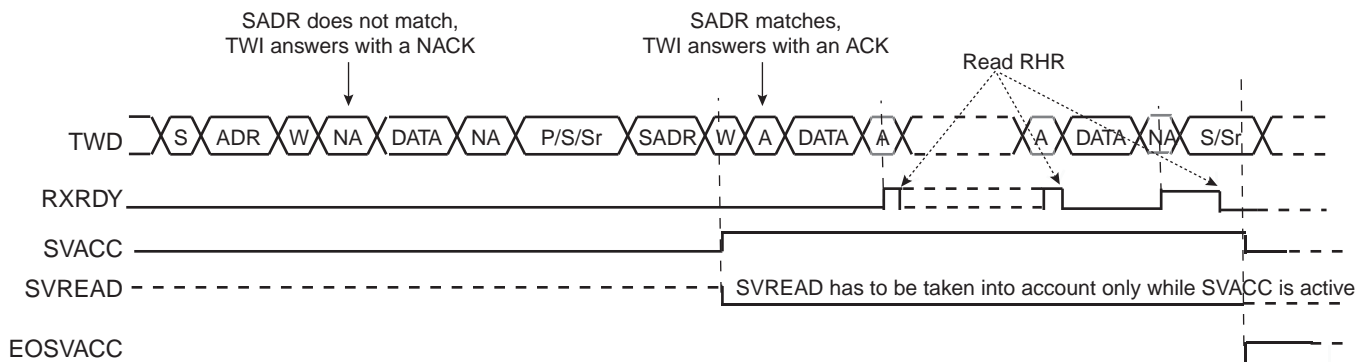 SADR does not match,
TWI answers with a NACK
SADR matches,
TWI answers with an ACK
Read RHR
TWD S ADR W NA DATA NA P/S/Sr SADR W A DATA A A DATA NA S/Sr
RXRDY
SVACC
SVREAD SVREAD has to be taken into account only while SVACC is active
EOSVACC